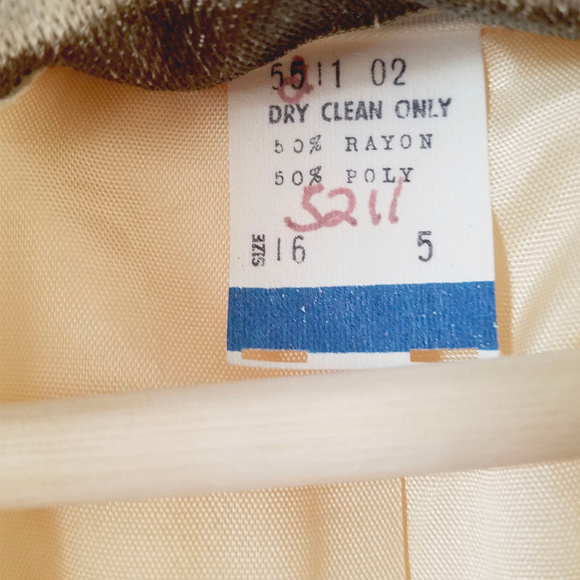 5511 02
DRY CLEAN ONLY
50% RAYON
50% POLY
5211
SIZE 16 5